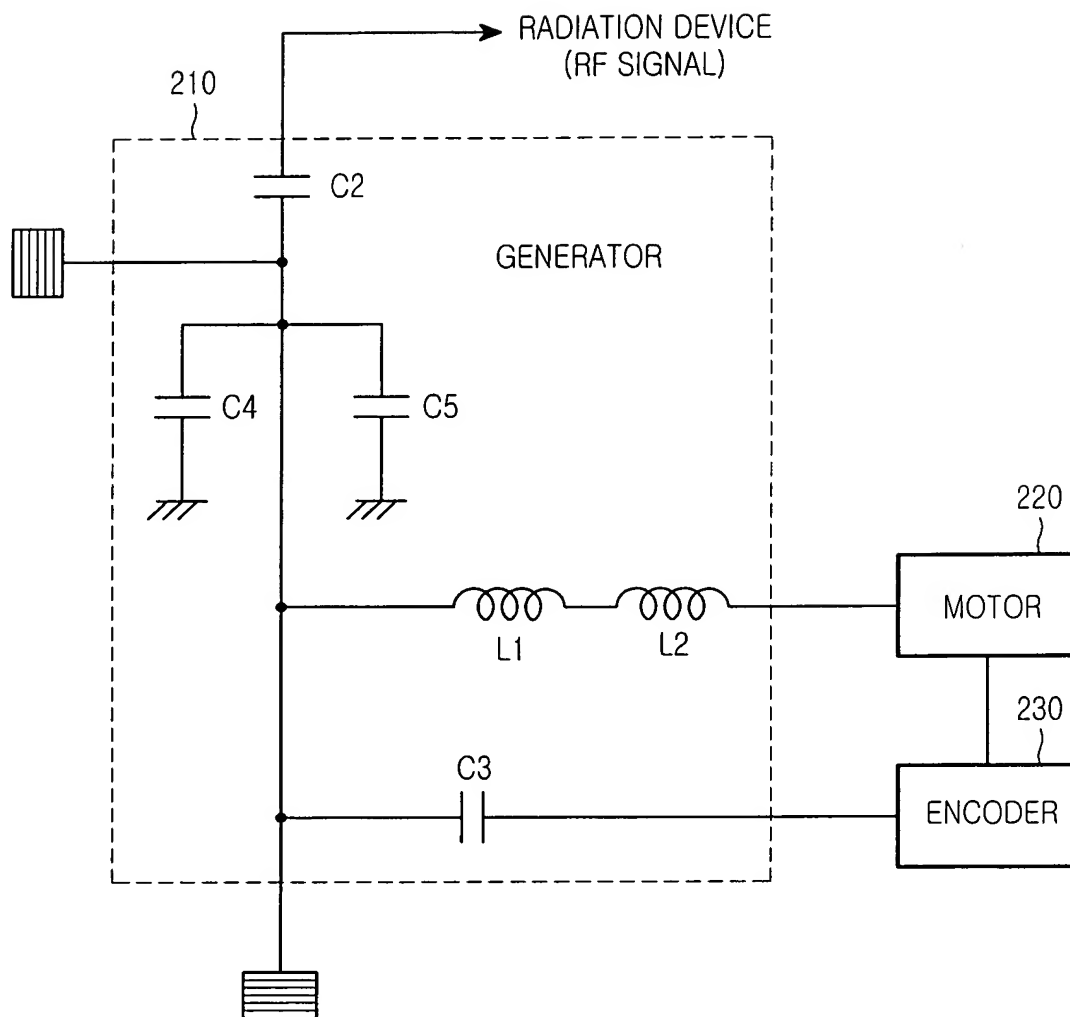 RADIATION DEVICE
(RF SIGNAL)
210
C2
GENERATOR
C4
C5
220
MOTOR
L1
L2
230
C3
ENCODER